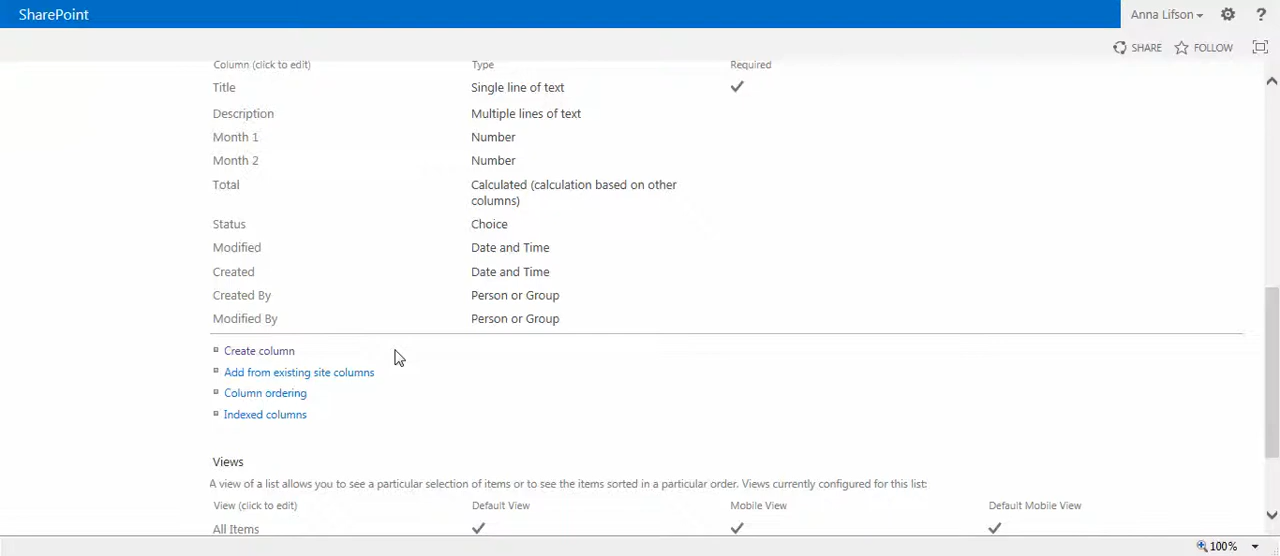 SharePoint
Anna Lifson
?
SHARE FOLLOW
Column (click to edit) Type Required
Title Single line of text
Description Multiple lines of text
Month 1 Number
Month 2 Number
Total Calculated (calculation based on other
columns)
Status Choice
Modified Date and Time
Created Date and Time
Created By Person or Group
Modified By Person or Group
Create column
Add from existing site columns
Column ordering
Indexed columns
Views
A view of a list allows you to see a particular selection of items or to see the items sorted in a particular order. Views currently configured for this list:
View (click to edit) Default View Mobile View Default Mobile View
All Items
100%